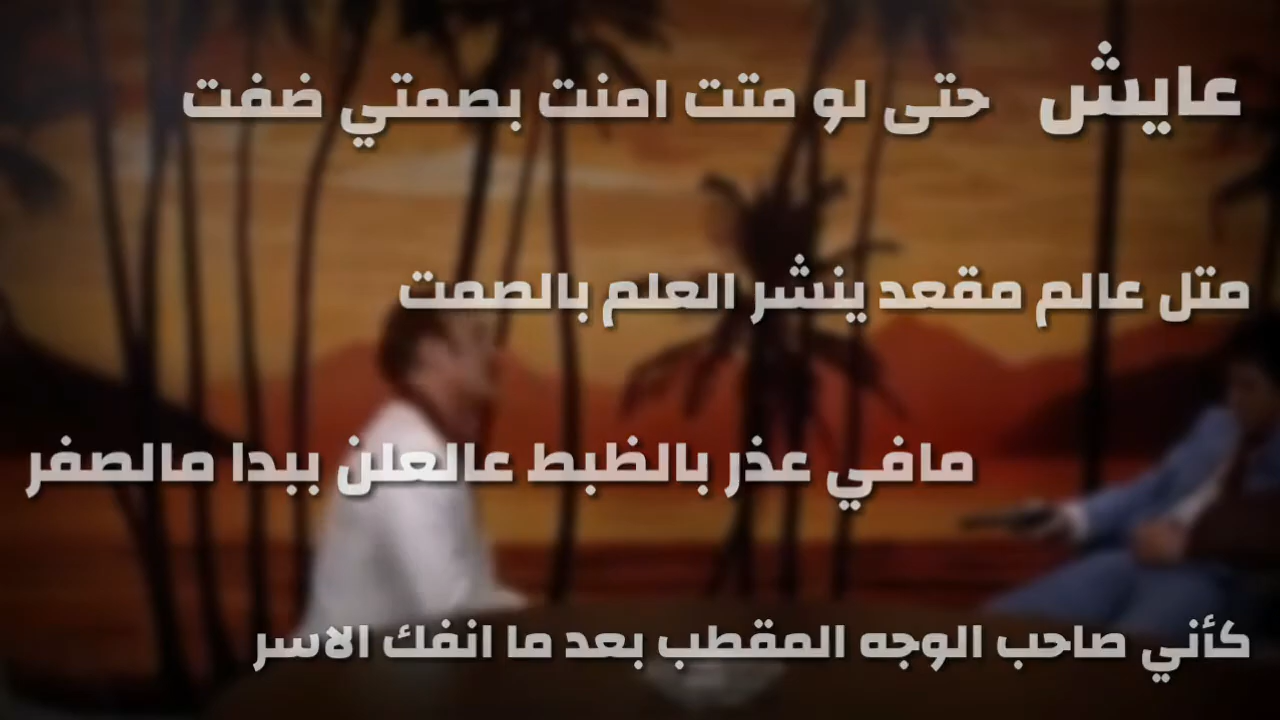 عايش حتى لو متت امنت بصمتي ضفت
متل عالم مقعد ينشر العلم بالصمت
مافي عذر بالظبط عالعلن ببدا مالصفر
كأني صاحب الوجه المقطب بعد ما انفك الاسر